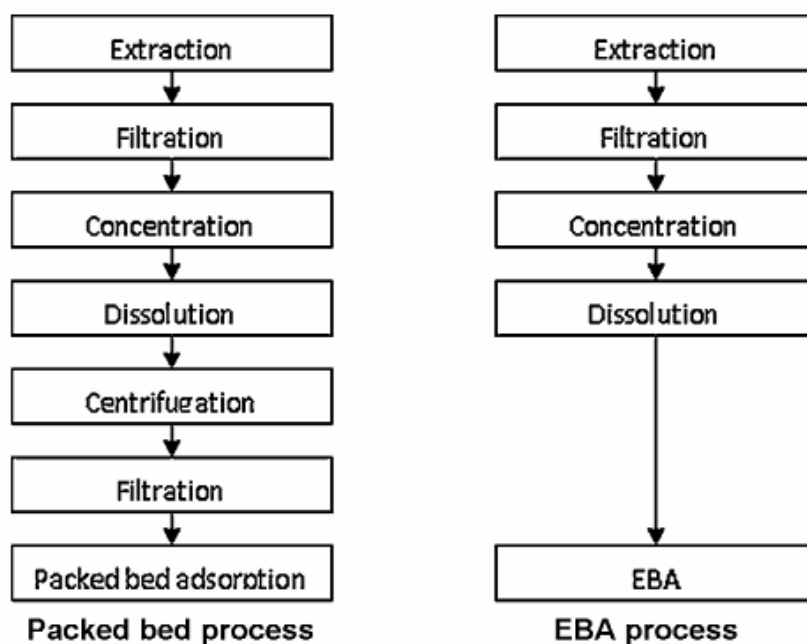 Extraction
Filtration
Concentration
Dissolution
Centrifugation
Filtration
Packed bed adsorption
Packed bed process
Extraction
Filtration
Concentration
Dissolution
EBA
EBA process